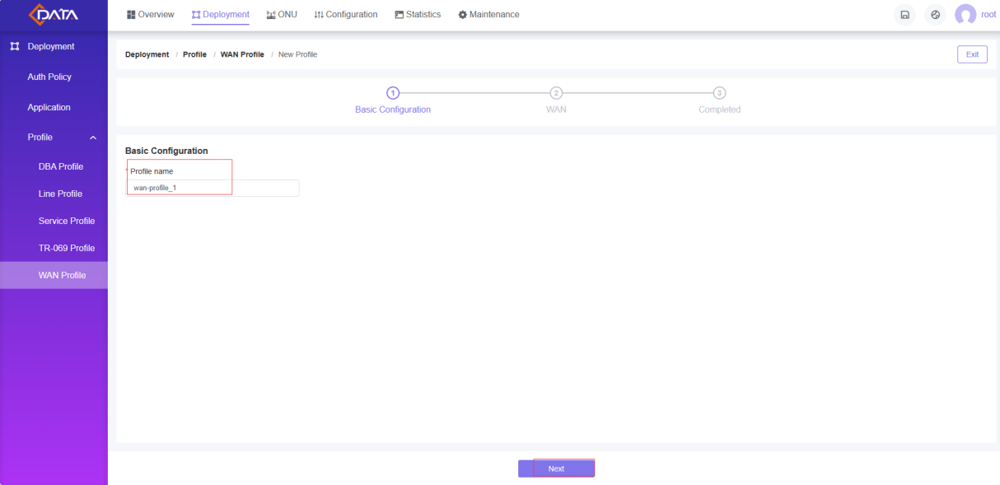 DATA
Overview Deployment ONU Configuration Statistics Maintenance root
Deployment
Auth Policy
Application
Profile
DBA Profile
Line Profile
Service Profile
TR-069 Profile
WAN Profile
Deployment / Profile / WAN Profile / New Profile Exit
1 2 3
Basic Configuration WAN Completed
Basic Configuration
* Profile name
wan-profile_1
Next